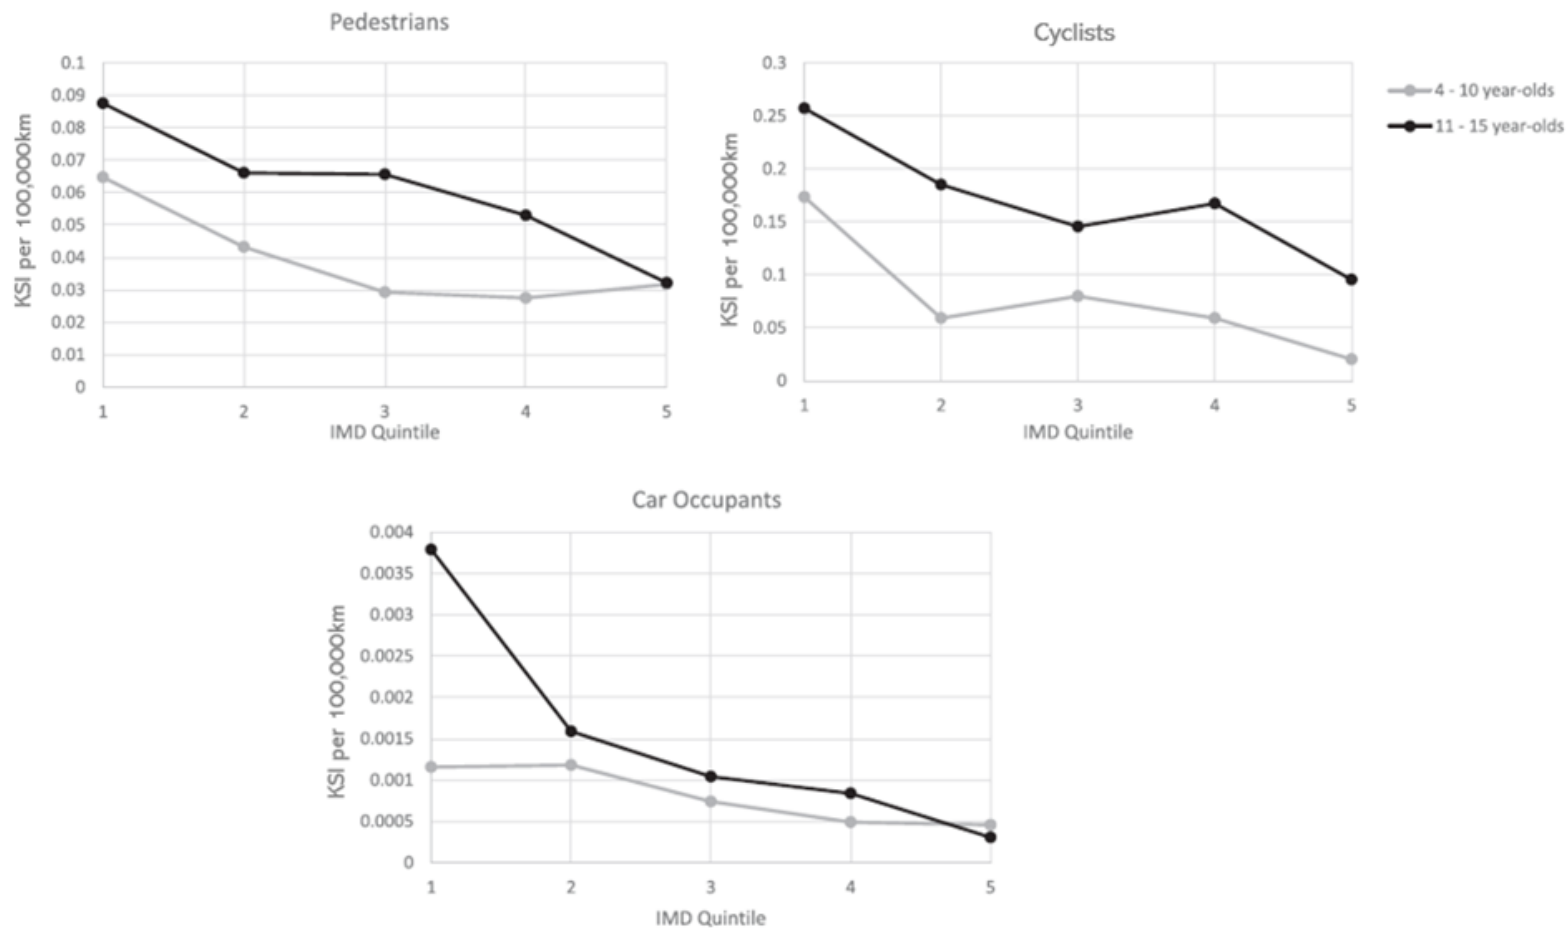 Pedestrians
KSI per 100,000km
0.1
0.09
0.08
0.07
0.06
0.05
0.04
0.03
0.02
0.01
0
1 2 3 4 5
IMD Quintile
Cyclists
KSI per 100,000km
0.3
0.25
0.2
0.15
0.1
0.05
0
1 2 3 4 5
IMD Quintile
4 - 10 year-olds
11 - 15 year-olds
Car Occupants
KSI per 100,000km
0.004
0.0035
0.003
0.0025
0.002
0.0015
0.001
0.0005
0
1 2 3 4 5
IMD Quintile